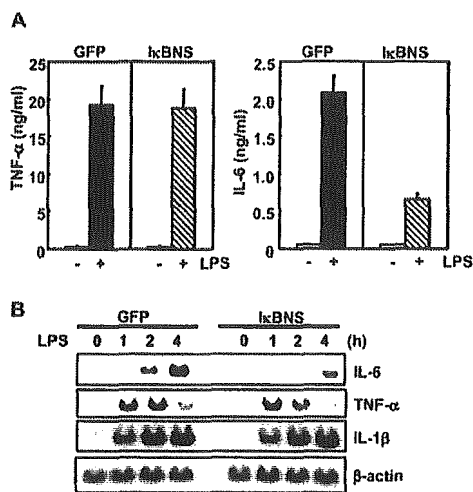 A
GFP IκBNS
TNF-α (ng/ml)
25
20
15
10
5
0
- + - + LPS
GFP IκBNS
IL-6 (ng/ml)
2.5
2.0
1.5
1.0
0.5
0.0
- + - + LPS
B
GFP IκBNS
LPS 0 1 2 4 0 1 2 4 (h)
IL-6
TNF-α
IL-1β
β-actin